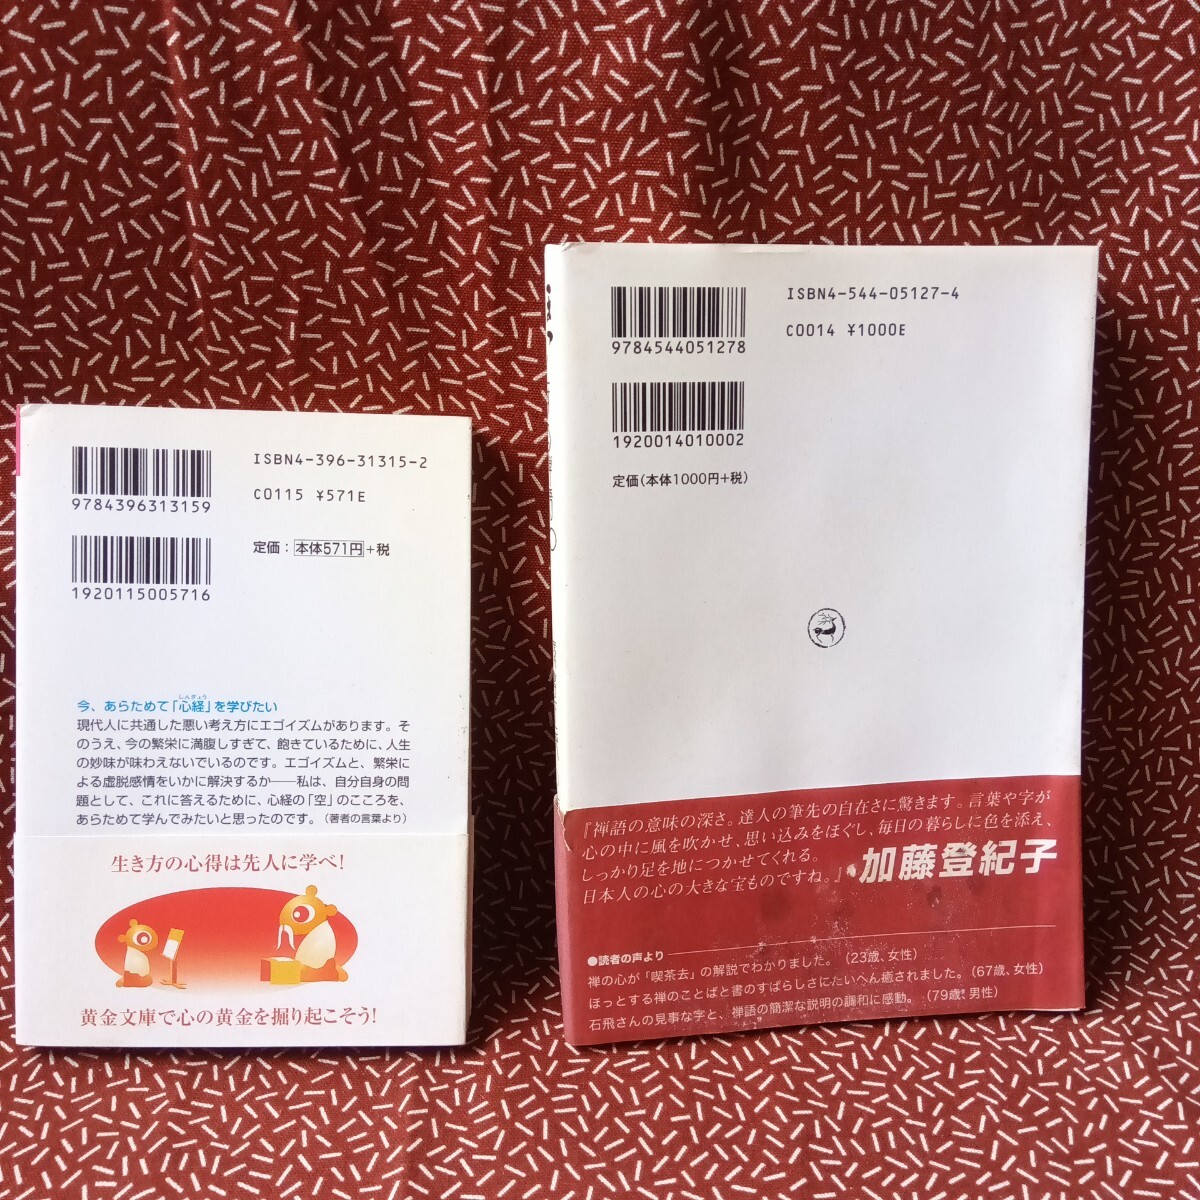 9784396313159
ISBN4-396-31315-2
C0115 ¥571E
1920115005716
定価：本体571円+税
しんぎょう
今、あらためて「心経」を学びたい
現代人に共通した悪い考え方にエゴイズムがあります。そ
のうえ、今の繁栄に満腹しすぎて、飽きているために、人生
の妙味が味わえないでいるのです。エゴイズムと、繁栄に
よる虚脱感情をいかに解決するか――私は、自分自身の問
題として、これに答えるために、心経の「空」のこころを、
あらためて学んでみたいと思ったのです。（著者の言葉より）
生き方の心得は先人に学べ！
黄金文庫で心の黄金を掘り起こそう！
9784544051278
ISBN4-544-05127-4
C0014 ¥1000E
1920014010002
定価（本体1000円+税）
『禅語の意味の深さ。達人の筆先の自在さに驚きます。言葉や字が
心の中に風を吹かせ、思い込みをほぐし、毎日の暮らしに色を添え、
しっかり足を地につかせてくれる。
日本人の心の大きな宝ものですね。』
加藤登紀子
●読者の声より
禅の心が「喫茶去」の解説でわかりました。（23歳、女性）
ほっとする禅のことばと書のすばらしさにたいへん癒されました。（67歳、女性）
石飛さんの見事な字と、禅語の簡潔な説明の調和に感動。（79歳、男性）